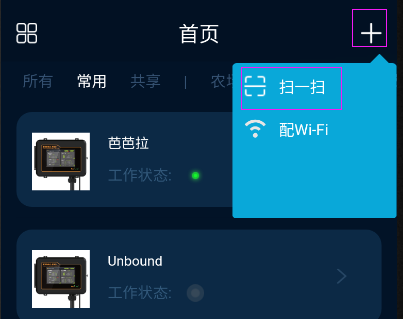 首页
所有 常用 共享 | 农场
扫一扫
配Wi-Fi
芭芭拉
工作状态:
Unbound
工作状态: